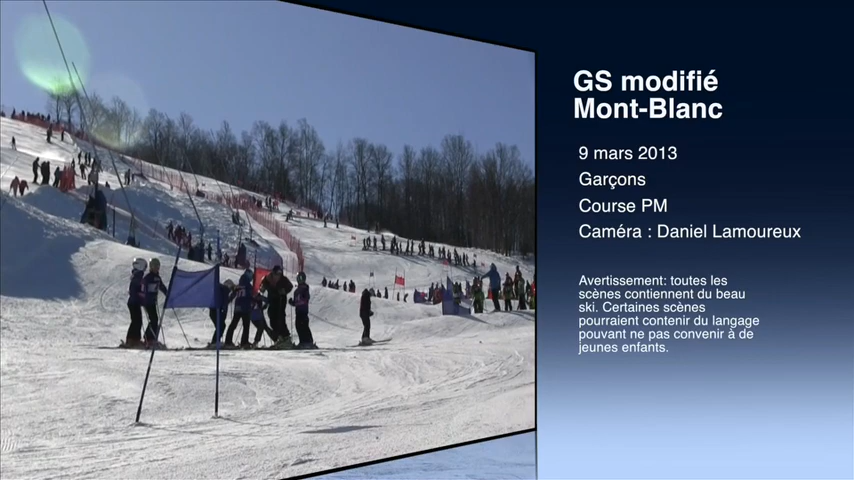 GS modifié
Mont-Blanc
9 mars 2013
Garçons
Course PM
Caméra : Daniel Lamoureux
Avertissement: toutes les
scènes contiennent du beau
ski. Certaines scènes
pourraient contenir du langage
pouvant ne pas convenir à de
jeunes enfants.